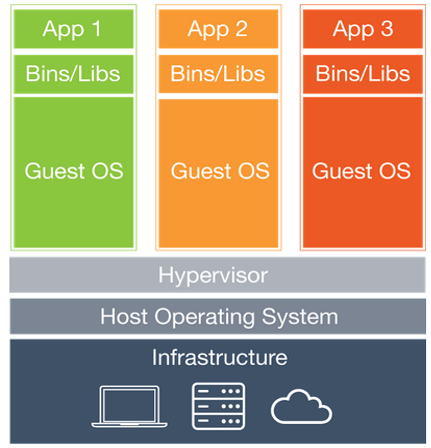 App 1
App 2
App 3
Bins/Libs
Bins/Libs
Bins/Libs
Guest OS
Guest OS
Guest OS
Hypervisor
Host Operating System
Infrastructure